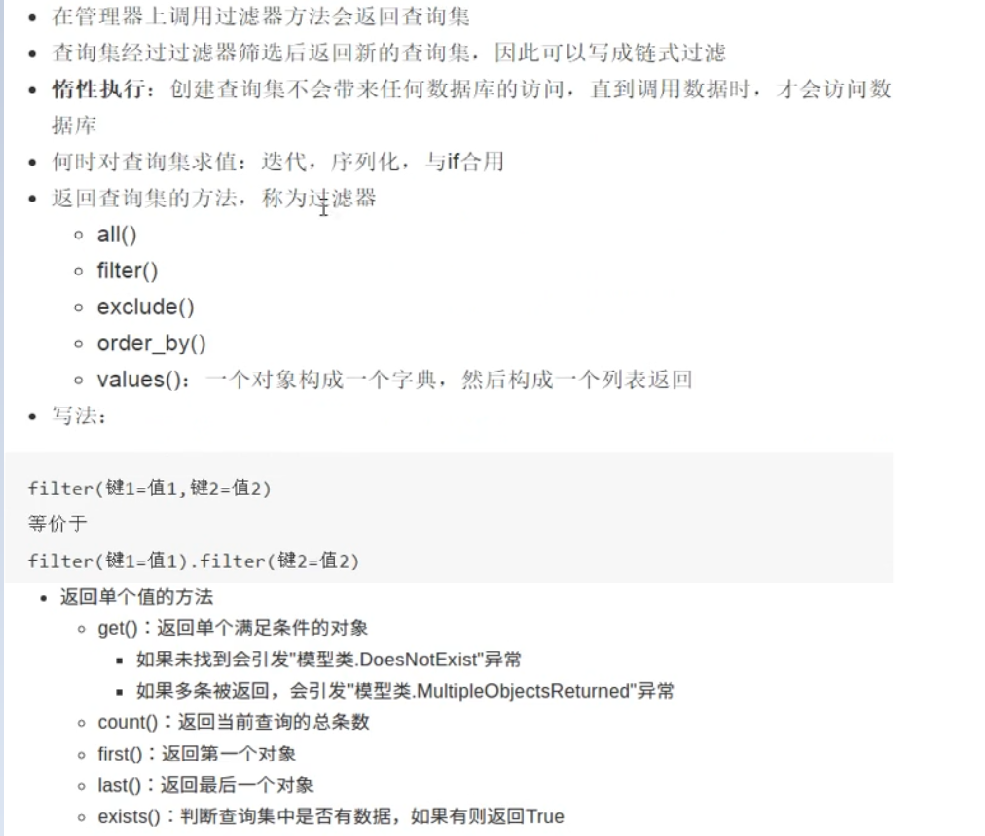 在管理器上调用过滤器方法会返回查询集
查询集经过过滤器筛选后返回新的查询集，因此可以写成链式过滤
惰性执行：创建查询集不会带来任何数据库的访问，直到调用数据时，才会访问数
据库
何时对查询集求值：迭代，序列化，与if合用
返回查询集的方法，称为过滤器
all()
filter()
exclude()
order_by()
values()：一个对象构成一个字典，然后构成一个列表返回
写法：
filter(键1=值1,键2=值2)
等价于
filter(键1=值1).filter(键2=值2)
返回单个值的方法
get()：返回单个满足条件的对象
如果未找到会引发"模型类.DoesNotExist"异常
如果多条被返回，会引发"模型类.MultipleObjectsReturned"异常
count()：返回当前查询的总条数
first()：返回第一个对象
last()：返回最后一个对象
exists()：判断查询集中是否有数据，如果有则返回True